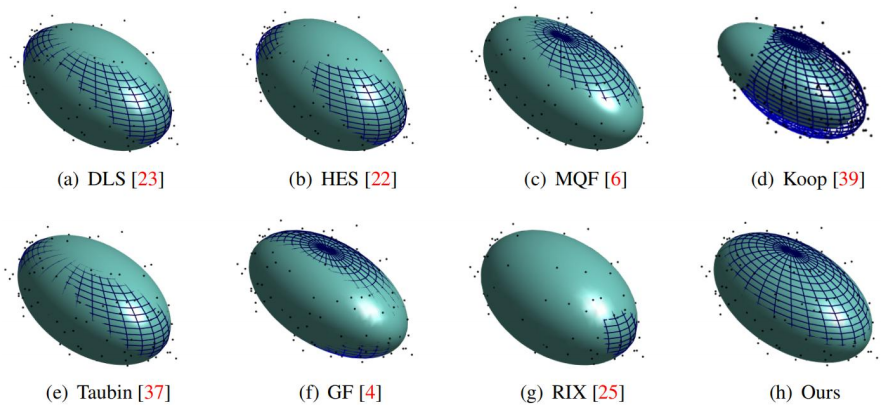 (a) DLS [23]
(b) HES [22]
(c) MQF [6]
(d) Koop [39]
(e) Taubin [37]
(f) GF [4]
(g) RIX [25]
(h) Ours